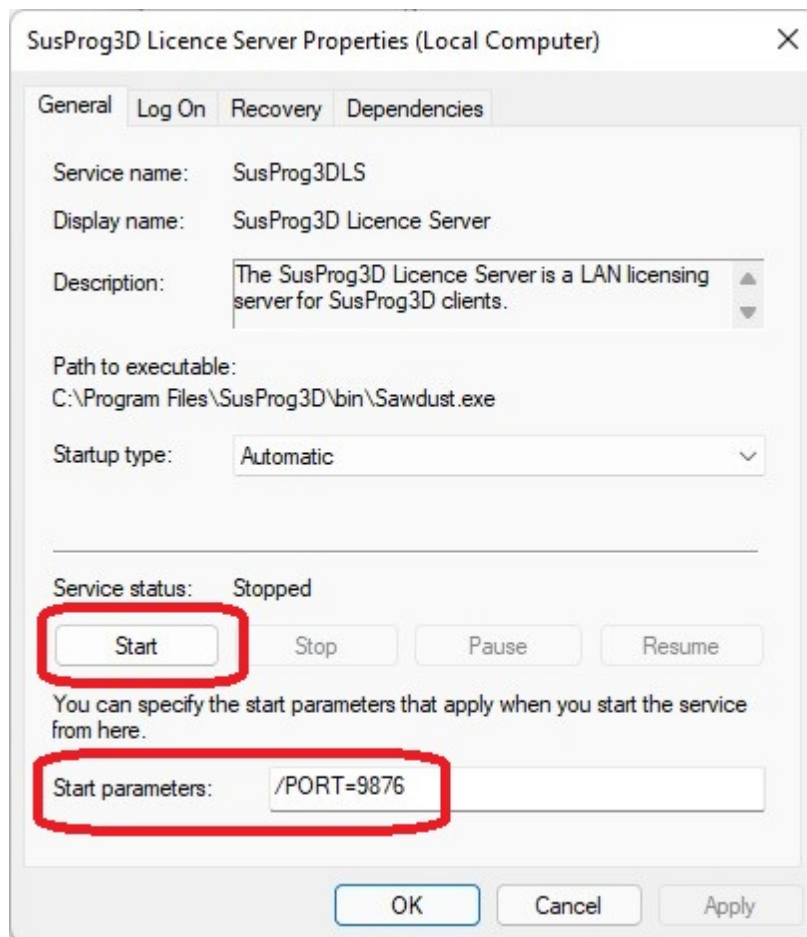 SusProg3D Licence Server Properties (Local Computer)
General Log On Recovery Dependencies
Service name: SusProg3DLS
Display name: SusProg3D Licence Server
Description: The SusProg3D Licence Server is a LAN licensing
server for SusProg3D clients.
Path to executable:
C:\Program Files\SusProg3D\bin\Sawdust.exe
Startup type: Automatic
Service status: Stopped
Start Stop Pause Resume
You can specify the start parameters that apply when you start the service
from here.
Start parameters: /PORT=9876
OK Cancel Apply